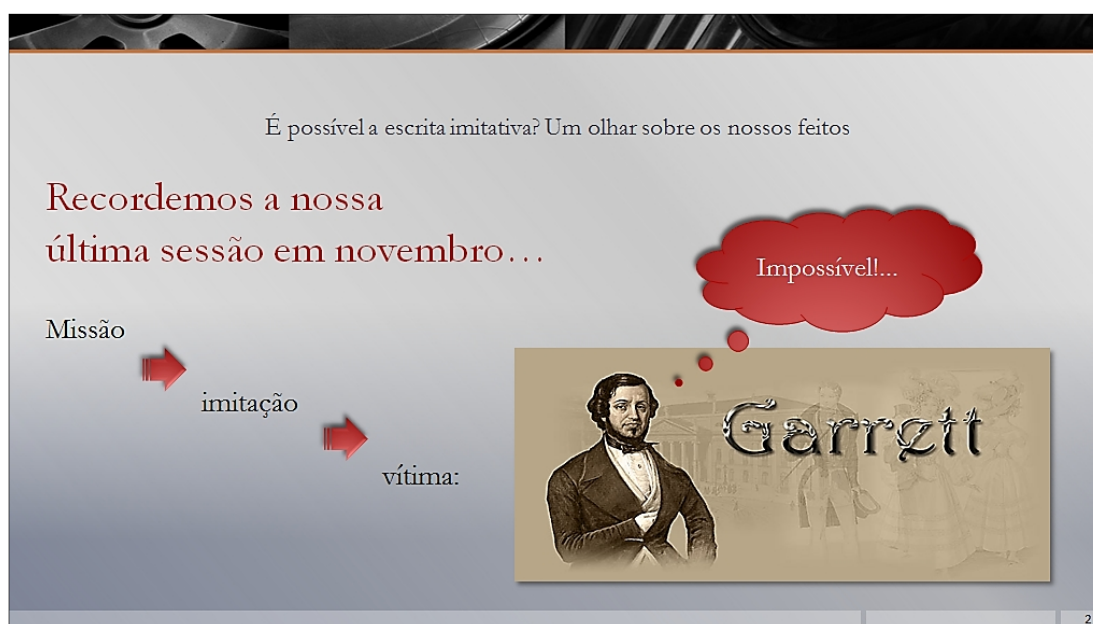 É possível a escrita imitativa? Um olhar sobre os nossos feitos
Recordemos a nossa
última sessão em novembro…
Impossível!...
Missão
imitação
vítima:
Garrett
2